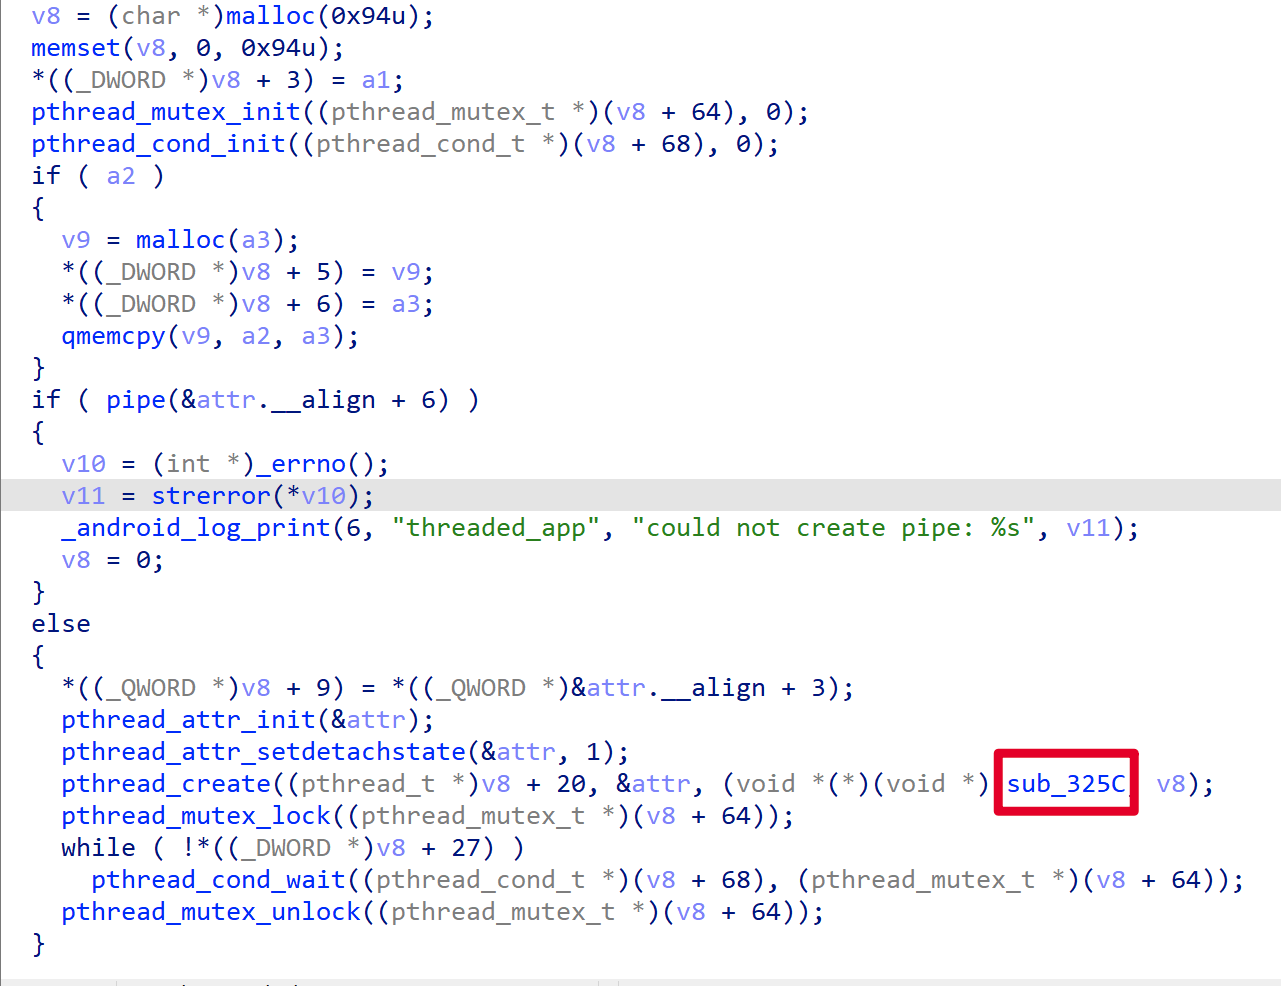 v8 = (char *)malloc(0x94u);
memset(v8, 0, 0x94u);
*((_DWORD *)v8 + 3) = a1;
pthread_mutex_init((pthread_mutex_t *)(v8 + 64), 0);
pthread_cond_init((pthread_cond_t *)(v8 + 68), 0);
if ( a2 )
{
v9 = malloc(a3);
*((_DWORD *)v8 + 5) = v9;
*((_DWORD *)v8 + 6) = a3;
qmemcpy(v9, a2, a3);
}
if ( pipe(&attr.__align + 6) )
{
v10 = (int *)_errno();
v11 = strerror(*v10);
_android_log_print(6, "threaded_app", "could not create pipe: %s", v11);
v8 = 0;
}
else
{
*((_QWORD *)v8 + 9) = *((_QWORD *)&attr.__align + 3);
pthread_attr_init(&attr);
pthread_attr_setdetachstate(&attr, 1);
pthread_create((pthread_t *)v8 + 20, &attr, (void *(*)(void *) sub_325C, v8);
pthread_mutex_lock((pthread_mutex_t *)(v8 + 64));
while ( !*((_DWORD *)v8 + 27) )
pthread_cond_wait((pthread_cond_t *)(v8 + 68), (pthread_mutex_t *)(v8 + 64));
pthread_mutex_unlock((pthread_mutex_t *)(v8 + 64));
}